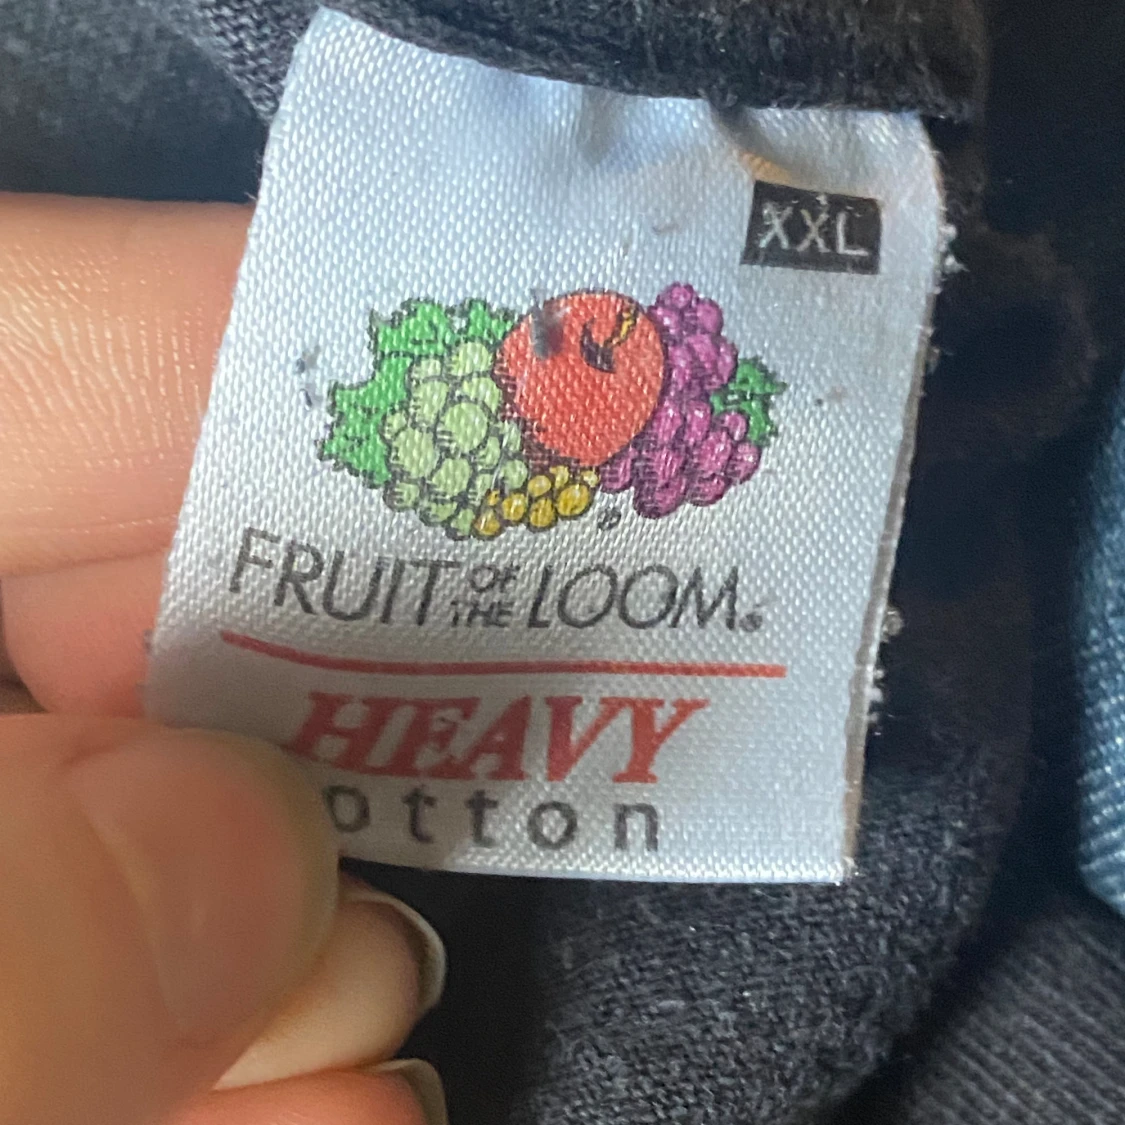 XXL
FRUIT OF THE LOOM®
HEAVY
otton